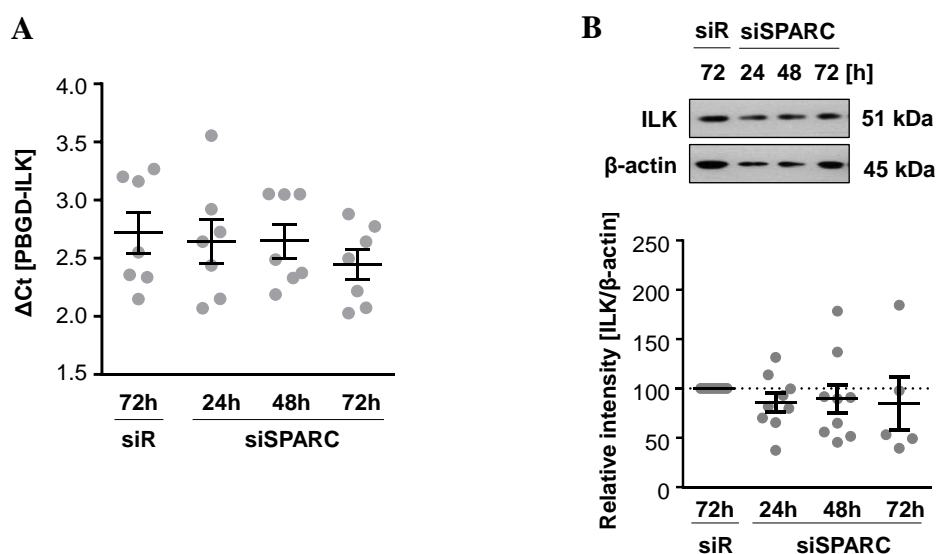 A
ΔCt [PBGD-ILK]
4.0
3.5
3.0
2.5
2.0
1.5
72h 24h 48h 72h
siR siSPARC
B
siR siSPARC
72 24 48 72 [h]
ILK 51 kDa
β-actin 45 kDa
Relative intensity [ILK/β-actin]
250
200
150
100
50
0
72h 24h 48h 72h
siR siSPARC